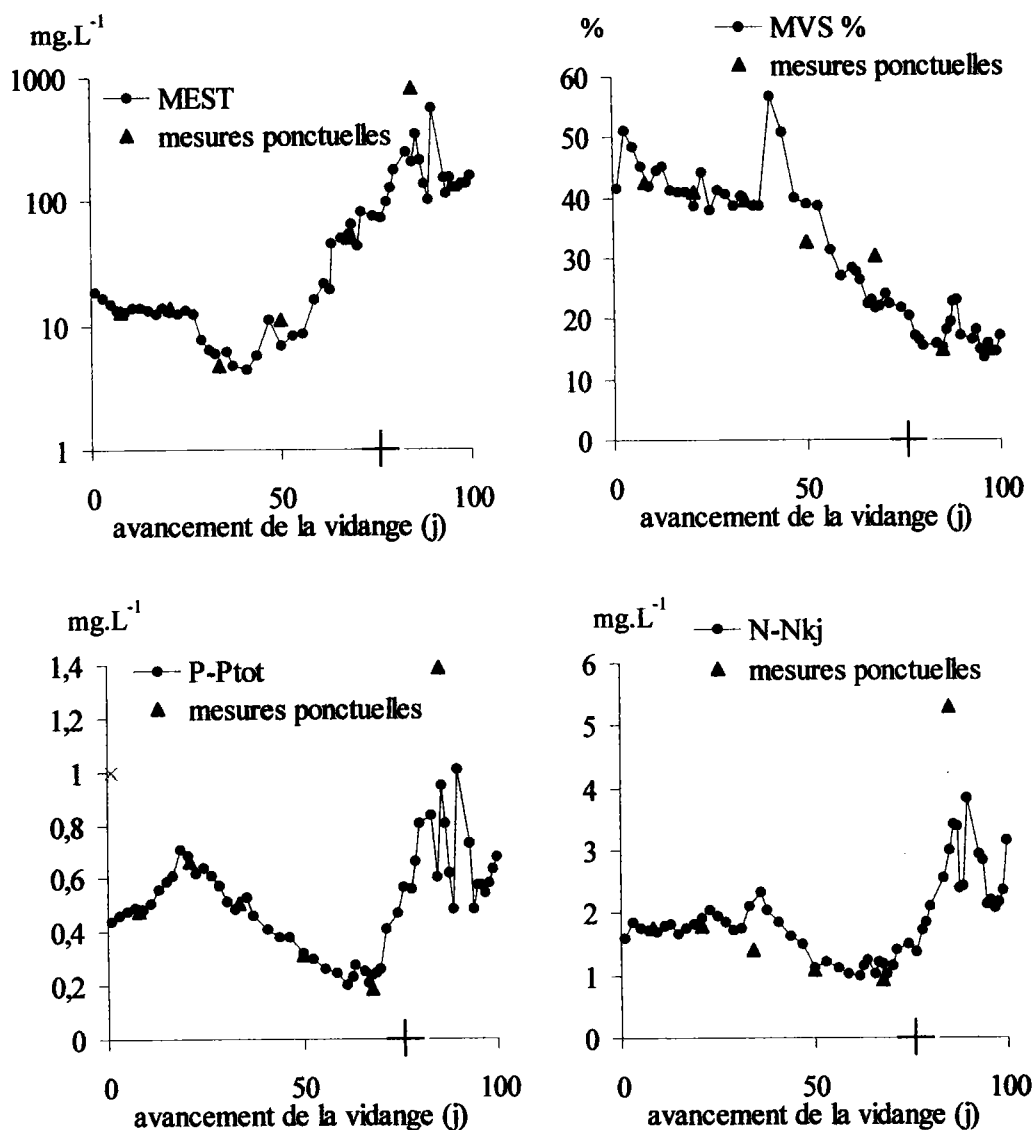 mg.L-1
MEST
mesures ponctuelles
1000
100
10
1
0 50 100
avancement de la vidange (j)
%
MVS %
mesures ponctuelles
60
50
40
30
20
10
0
0 50 100
avancement de la vidange (j)
mg.L-1
P-Ptot
mesures ponctuelles
1,4
1,2
1
0,8
0,6
0,4
0,2
0
0 50 100
avancement de la vidange (j)
mg.L-1
N-Nkj
mesures ponctuelles
6
5
4
3
2
1
0
0 50 100
avancement de la vidange (j)